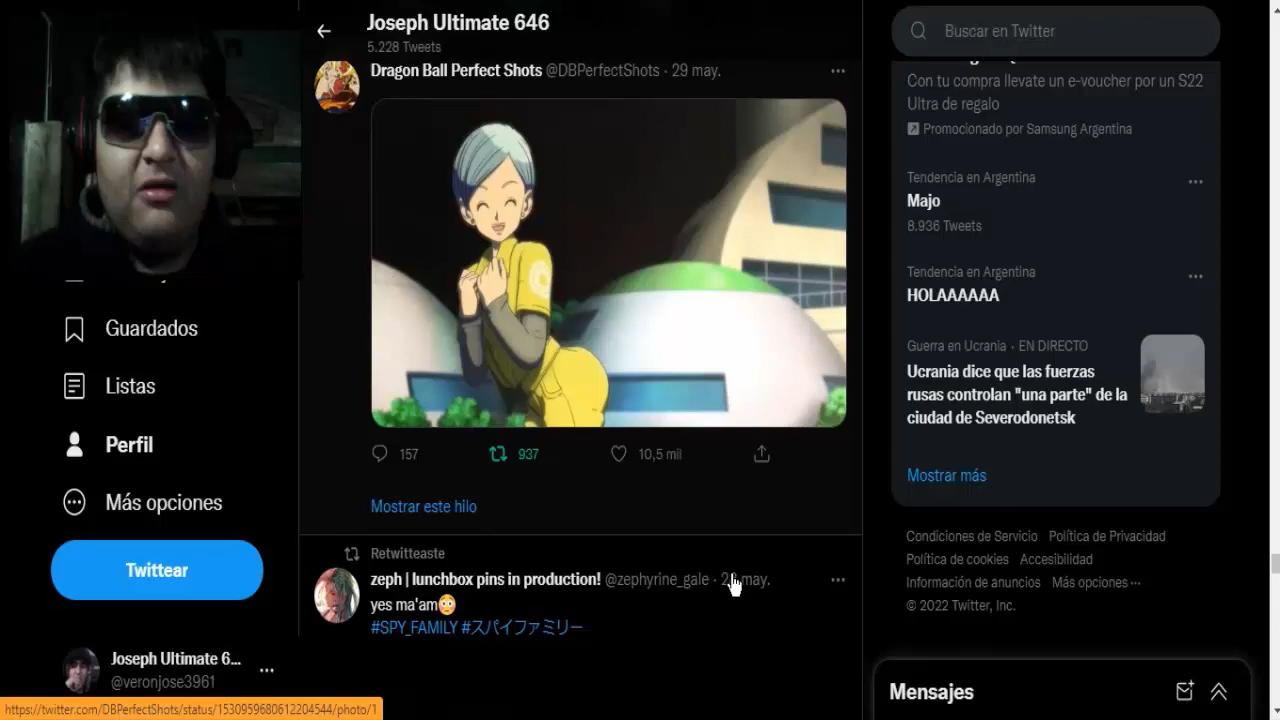 Joseph Ultimate 646
5.228 Tweets
Dragon Ball Perfect Shots @DBPerfectShots · 29 may.
157
937
10,5 mil
Mostrar este hilo
Retwitteaste
zeph | lunchbox pins in production! @zephyrine_gale ·
may.
yes ma'am😳
#SPY_FAMILY #スパイファミリー
Guardados
Listas
Perfil
Más opciones
Twittear
Joseph Ultimate 6...
@veronjose3961
https://twitter.com/DBPerfectShots/status/1530959680612204544/photo/1
Buscar en Twitter
Con tu compra llevate un e-voucher por un S22
Ultra de regalo
Promocionado por Samsung Argentina
Tendencia en Argentina
Majo
8.936 Tweets
Tendencia en Argentina
HOLAAAAAA
Guerra en Ucrania · EN DIRECTO
Ucrania dice que las fuerzas
rusas controlan "una parte" de la
ciudad de Severodonetsk
Mostrar más
Condiciones de Servicio Política de Privacidad
Política de cookies Accesibilidad
Información de anuncios Más opciones ···
© 2022 Twitter, Inc.
Mensajes